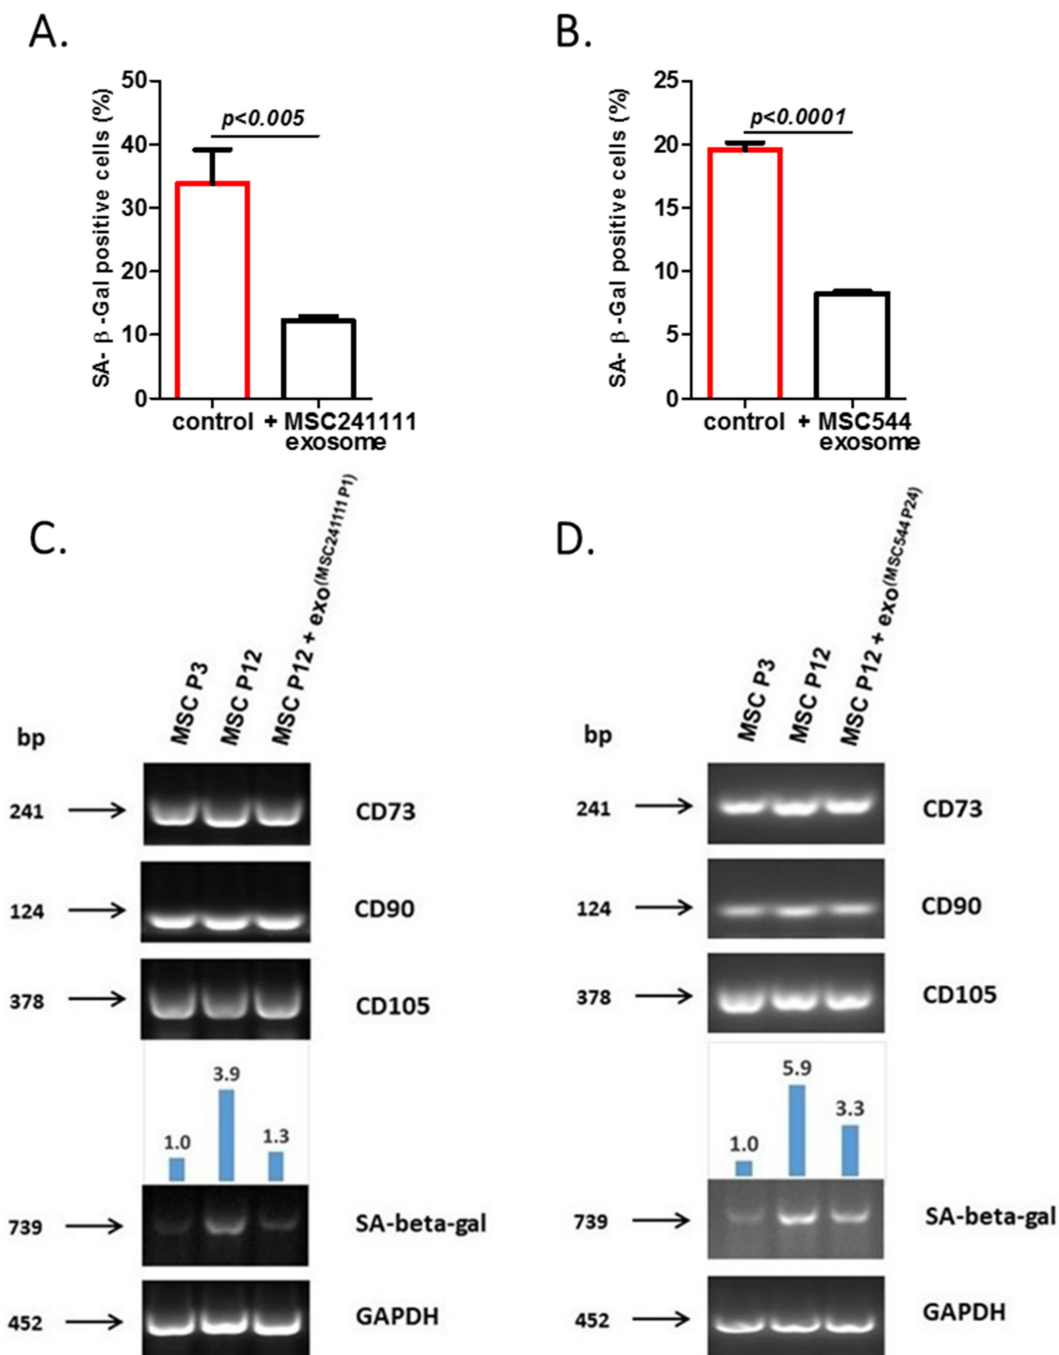 A.
SA- β -Gal positive cells (%)
50
40
30
20
10
0
p<0.005
control + MSC241111
exosome
B.
SA- β -Gal positive cells (%)
25
20
15
10
5
0
p<0.0001
control + MSC544
exosome
C.
bp
MSC P3
MSC P12
MSC P12 + exo(MSC241111 P1)
241
CD73
124
CD90
378
CD105
1.0
3.9
1.3
739
SA-beta-gal
452
GAPDH
D.
bp
MSC P3
MSC P12
MSC P12 + exo(MSC544 P24)
241
CD73
124
CD90
378
CD105
1.0
5.9
3.3
739
SA-beta-gal
452
GAPDH